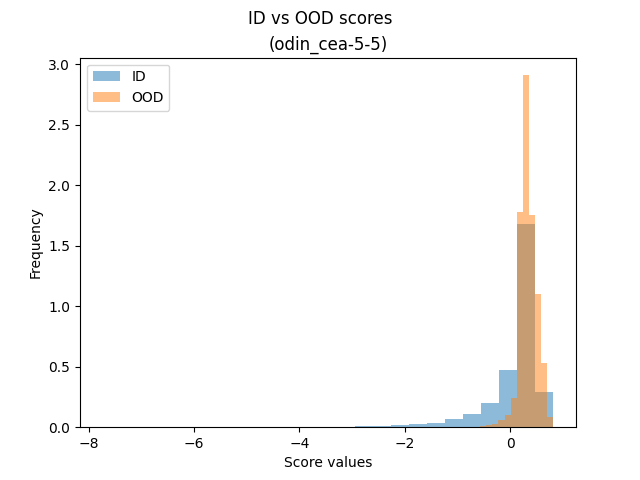 ID vs OOD scores
(odin_cea-5-5)
ID
OOD
3.0
2.5
2.0
1.5
1.0
0.5
0.0
Frequency
−8
−6
−4
−2
0
Score values